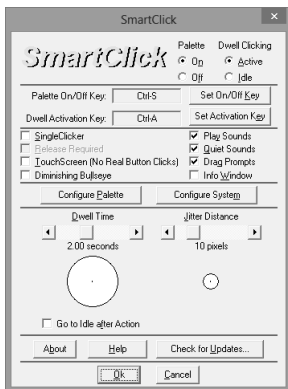 SmartClick
×
SmartClick
Palette
Dwell Clicking
On
Active
Off
Idle
Palette On/Off Key:
Ctrl-S
Set On/Off Key
Dwell Activation Key:
Ctrl-A
Set Activation Key
SingleClicker
Play Sounds
Release Required
Quiet Sounds
TouchScreen (No Real Button Clicks)
Drag Prompts
Diminishing Bullseye
Info Window
Configure Palette
Configure System
Dwell Time
Jitter Distance
2.00 seconds
10 pixels
Go to Idle after Action
About
Help
Check for Updates...
Ok
Cancel